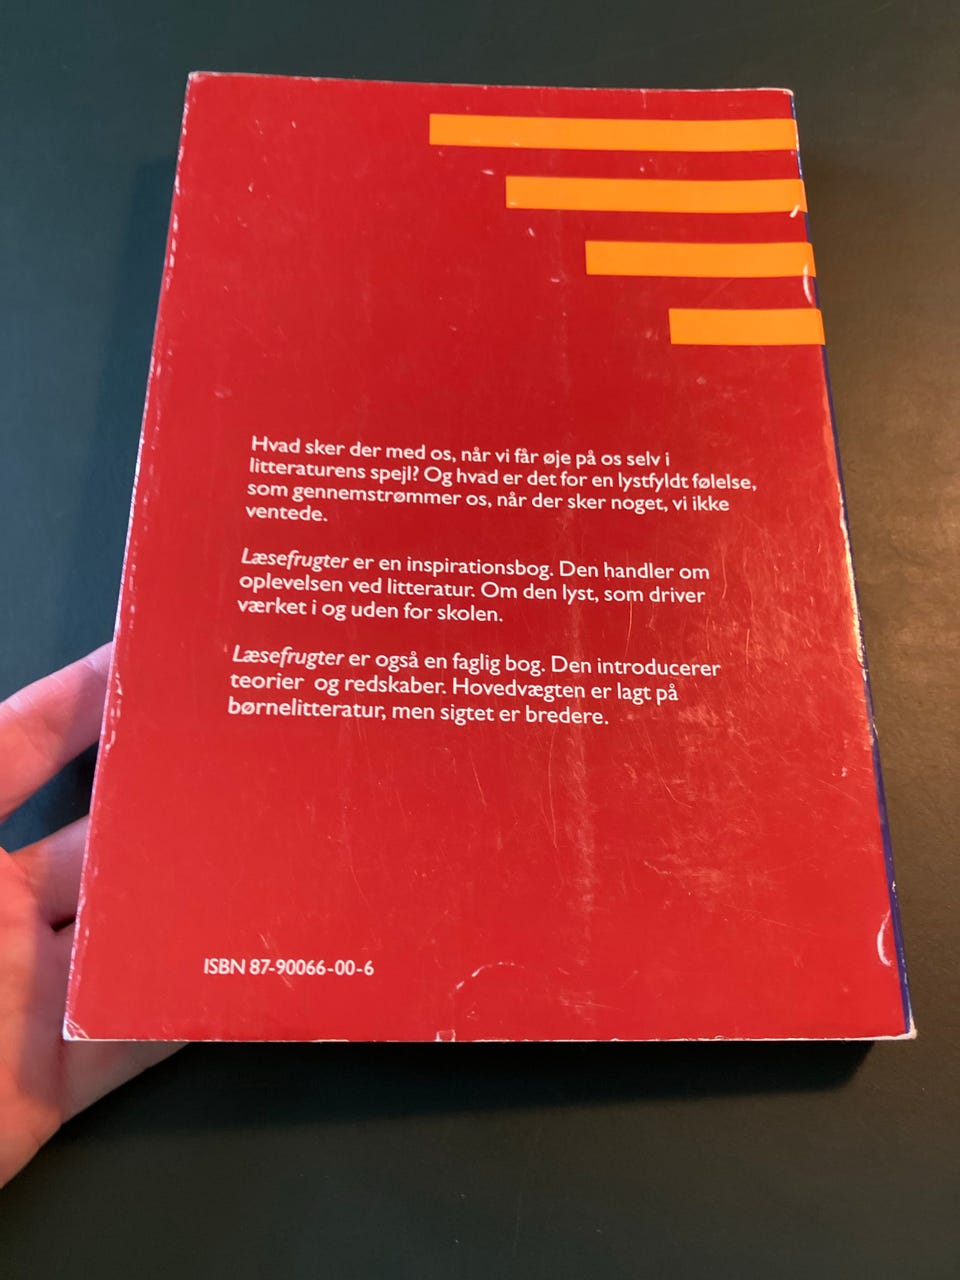 Hvad sker der med os, når vi får øje på os selv i
litteraturens spejl? Og hvad er det for en lystfyldt følelse,
som gennemstrømmer os, når der sker noget, vi ikke
ventede.
Læsefrugter er en inspirationsbog. Den handler om
oplevelsen ved litteratur. Om den lyst, som driver
værket i og uden for skolen.
Læsefrugter er også en faglig bog. Den introducerer
teorier og redskaber. Hovedvægten er lagt på
børnelitteratur, men sigtet er bredere.
ISBN 87-90066-00-6